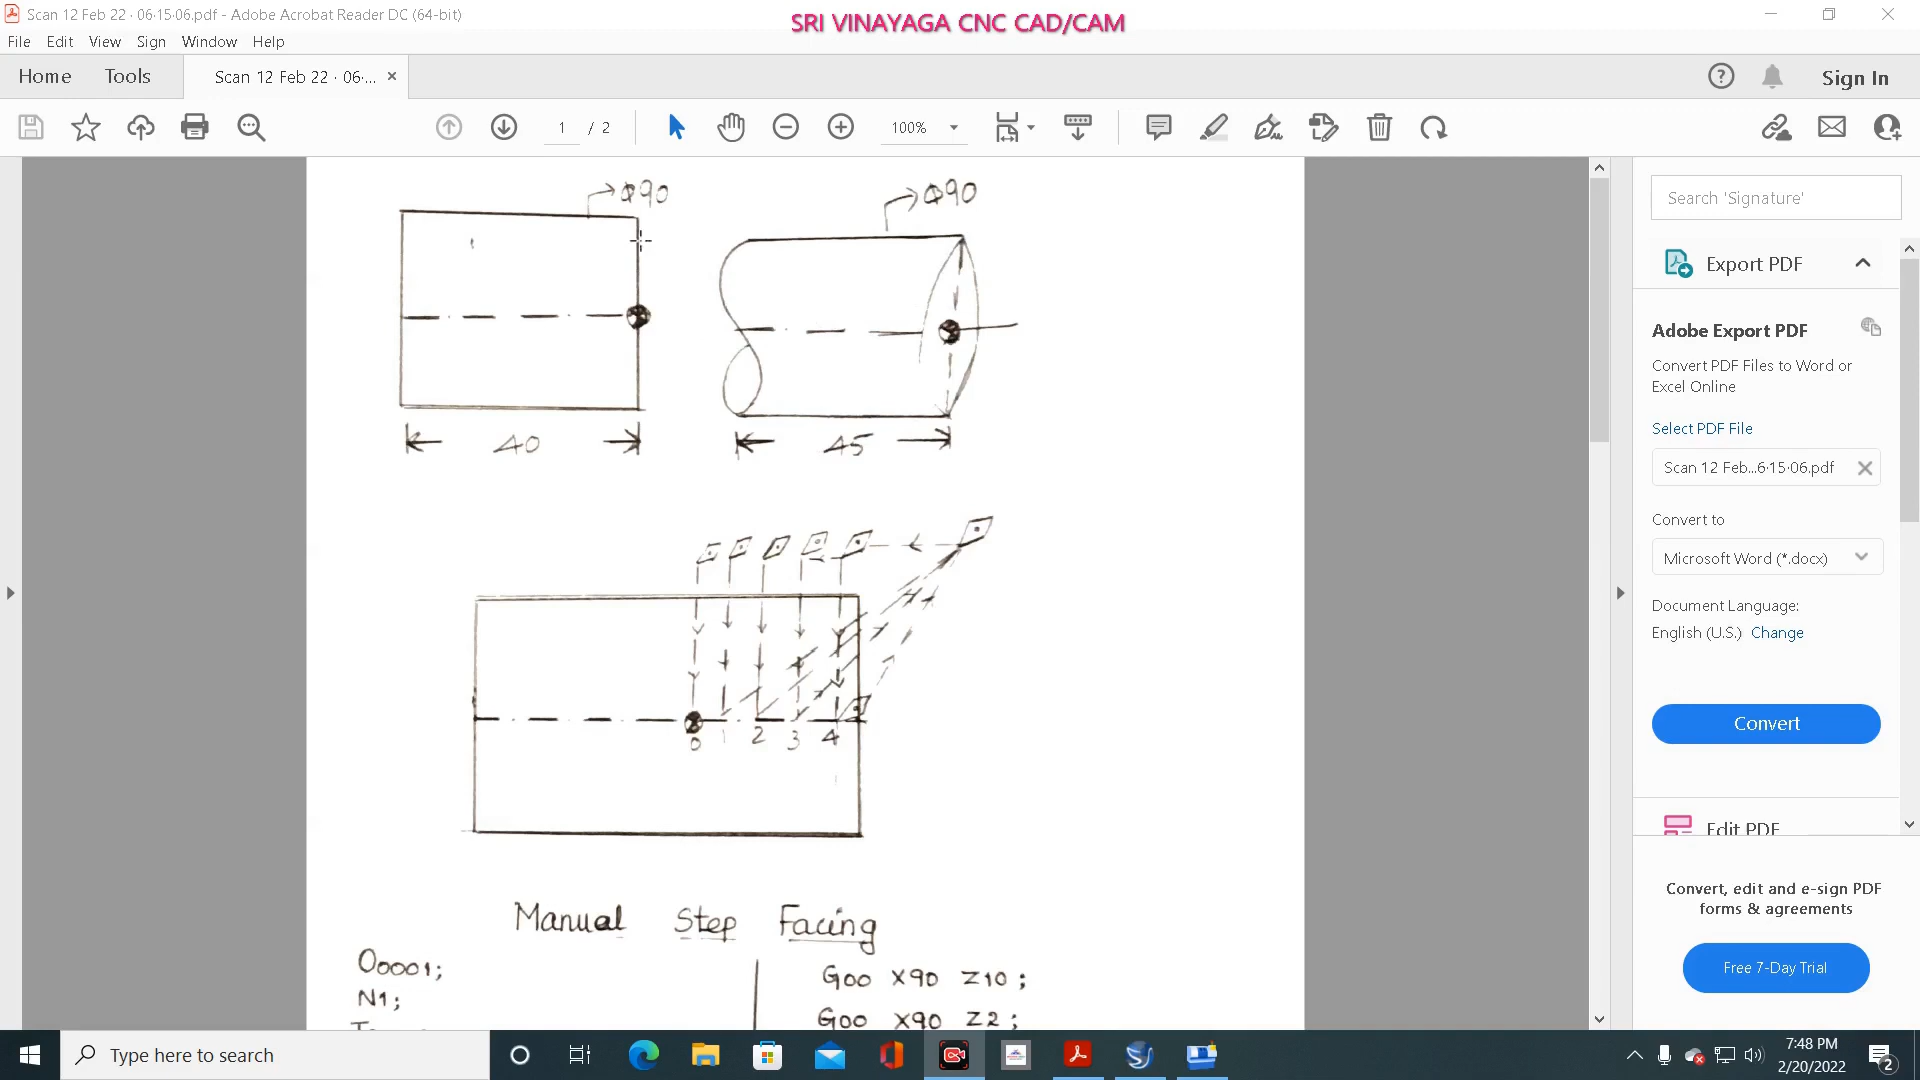 Scan 12 Feb 22 · 06·15·06.pdf - Adobe Acrobat Reader DC (64-bit)
SRI VINAYAGA CNC CAD/CAM
File Edit View Sign Window Help
Home Tools Scan 12 Feb 22 · 06·... ×
Sign In
1 / 2
100%
Φ90
Φ90
40
45
0 1 2 3 4
Manual Step Facing
O0001;
N1;
G00 X90 Z10;
G00 X90 Z2;
Search 'Signature'
Export PDF
Adobe Export PDF
Convert PDF Files to Word or
Excel Online
Select PDF File
Scan 12 Feb...6·15·06.pdf
Convert to
Microsoft Word (*.docx)
Document Language:
English (U.S.) Change
Convert
Edit PDF
Convert, edit and e-sign PDF
forms & agreements
Free 7-Day Trial
Type here to search
7:48 PM
2/20/2022
2